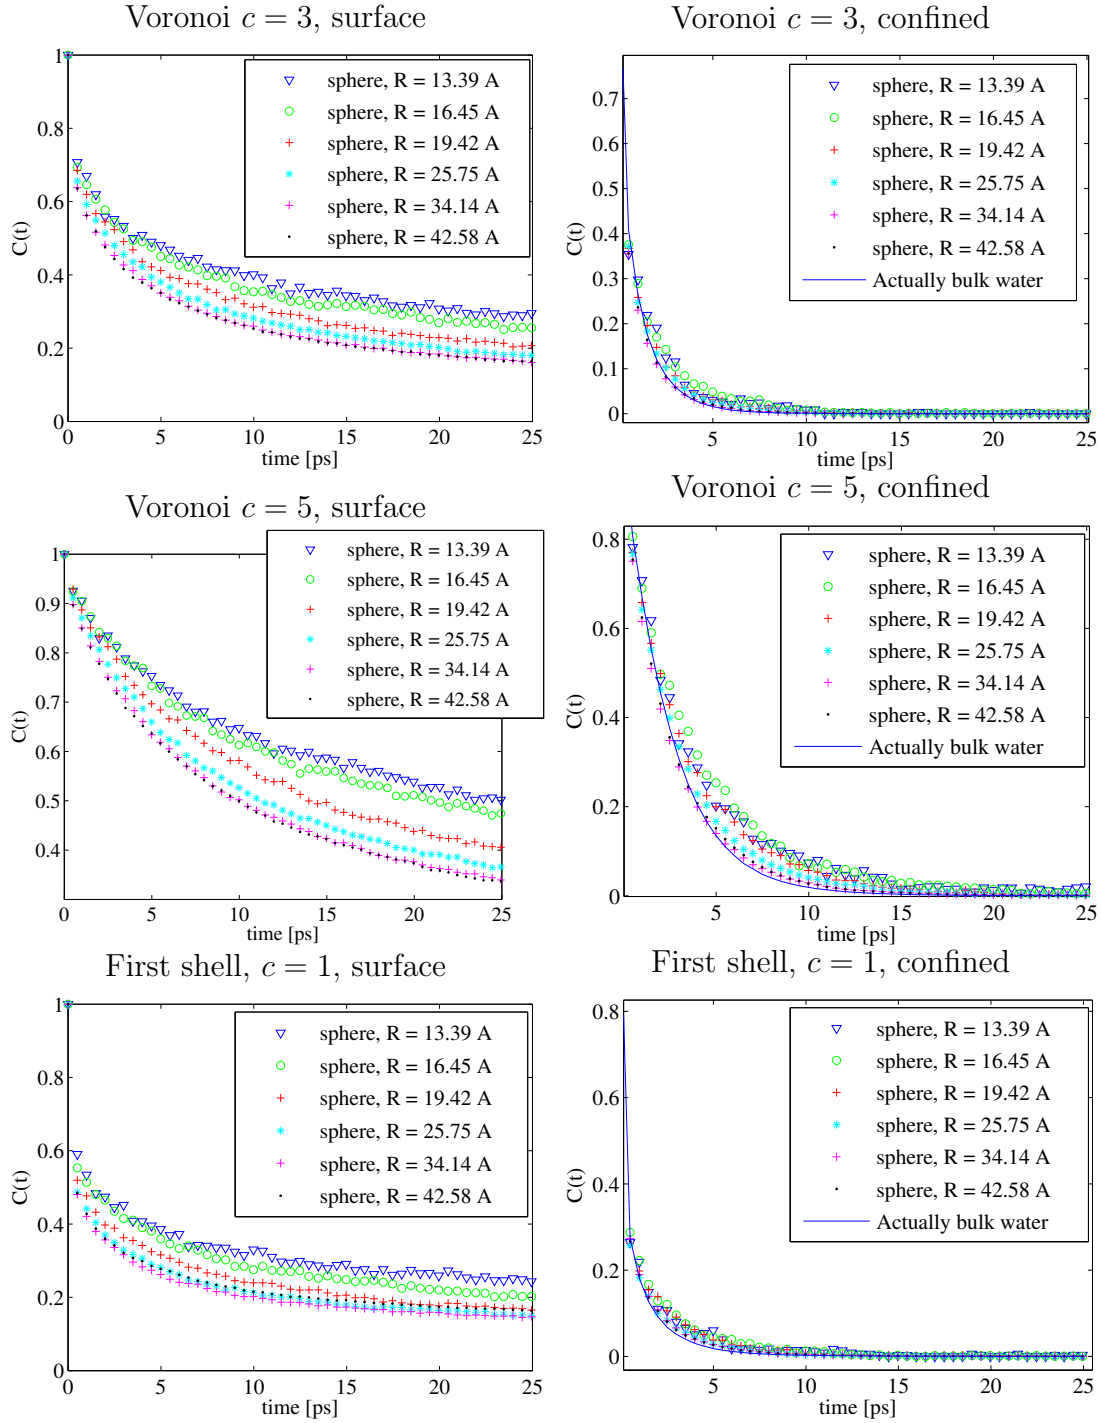 Voronoi c = 3, surface
1
0.8
0.6
0.4
0.2
0
C(t)
0 5 10 15 20 25
time [ps]
sphere, R = 13.39 A
sphere, R = 16.45 A
sphere, R = 19.42 A
sphere, R = 25.75 A
sphere, R = 34.14 A
sphere, R = 42.58 A
Voronoi c = 3, confined
0.7
0.6
0.5
0.4
0.3
0.2
0.1
0
C(t)
5 10 15 20 25
time [ps]
sphere, R = 13.39 A
sphere, R = 16.45 A
sphere, R = 19.42 A
sphere, R = 25.75 A
sphere, R = 34.14 A
sphere, R = 42.58 A
Actually bulk water
Voronoi c = 5, surface
1
0.9
0.8
0.7
0.6
0.5
0.4
C(t)
0 5 10 15 20 25
time [ps]
sphere, R = 13.39 A
sphere, R = 16.45 A
sphere, R = 19.42 A
sphere, R = 25.75 A
sphere, R = 34.14 A
sphere, R = 42.58 A
Voronoi c = 5, confined
0.8
0.6
0.4
0.2
0
C(t)
5 10 15 20 25
time [ps]
sphere, R = 13.39 A
sphere, R = 16.45 A
sphere, R = 19.42 A
sphere, R = 25.75 A
sphere, R = 34.14 A
sphere, R = 42.58 A
Actually bulk water
First shell, c = 1, surface
1
0.8
0.6
0.4
0.2
0
C(t)
0 5 10 15 20 25
time [ps]
sphere, R = 13.39 A
sphere, R = 16.45 A
sphere, R = 19.42 A
sphere, R = 25.75 A
sphere, R = 34.14 A
sphere, R = 42.58 A
First shell, c = 1, confined
0.8
0.6
0.4
0.2
0
C(t)
5 10 15 20 25
time [ps]
sphere, R = 13.39 A
sphere, R = 16.45 A
sphere, R = 19.42 A
sphere, R = 25.75 A
sphere, R = 34.14 A
sphere, R = 42.58 A
Actually bulk water